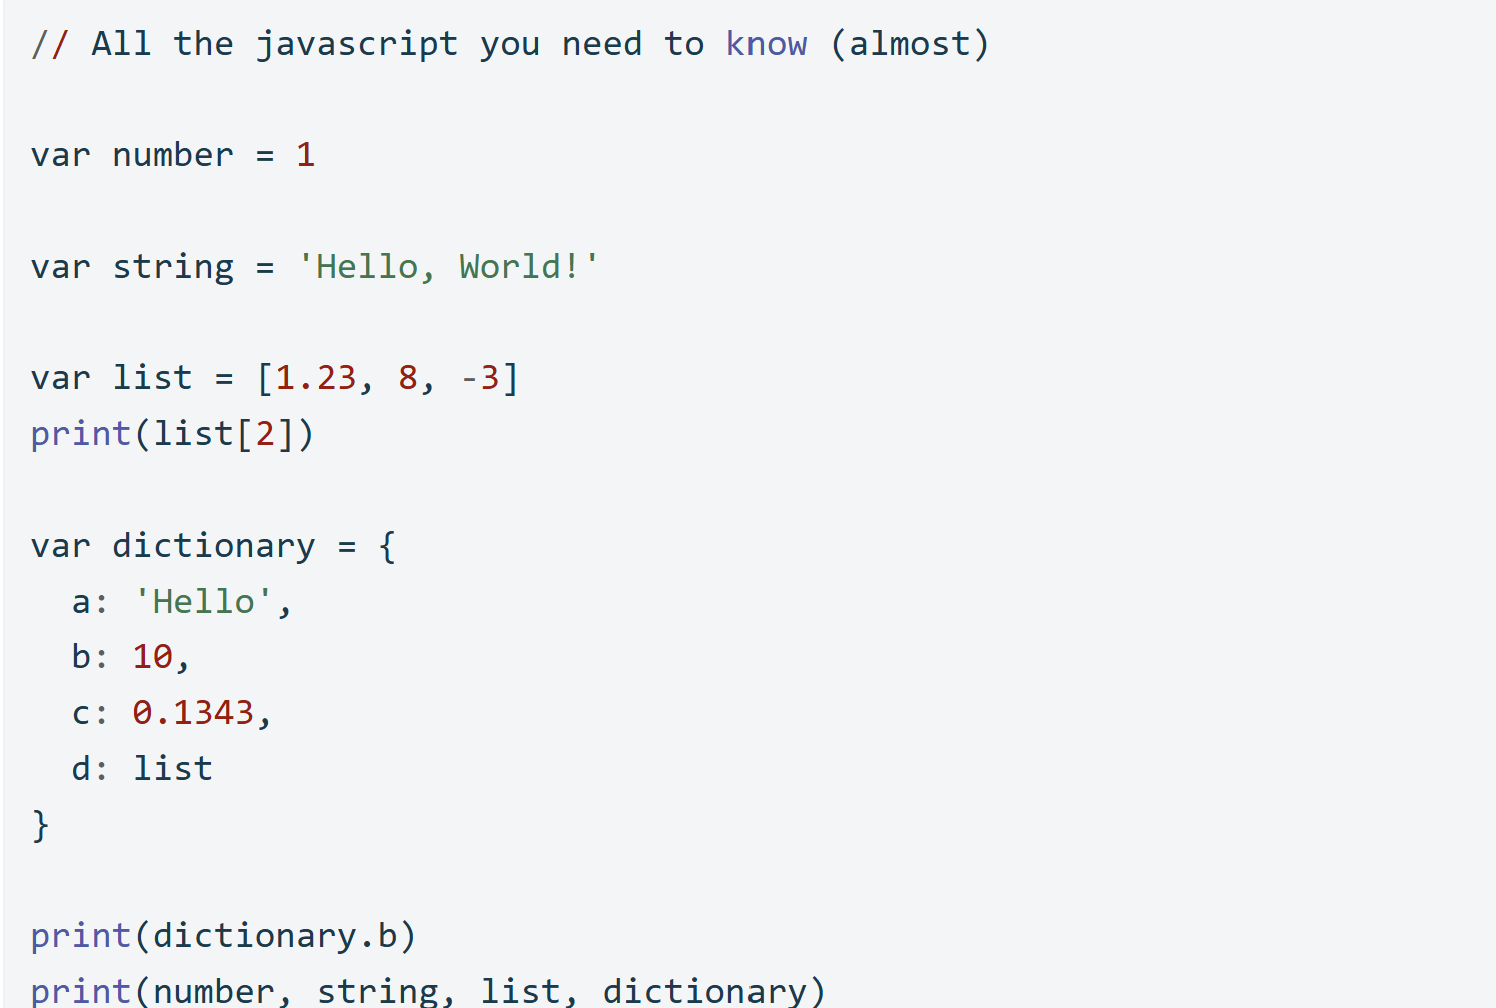 // All the javascript you need to know (almost)
var number = 1
var string = 'Hello, World!'
var list = [1.23, 8, -3]
print(list[2])
var dictionary = {
  a: 'Hello',
  b: 10,
  c: 0.1343,
  d: list
}
print(dictionary.b)
print(number, string, list, dictionary)